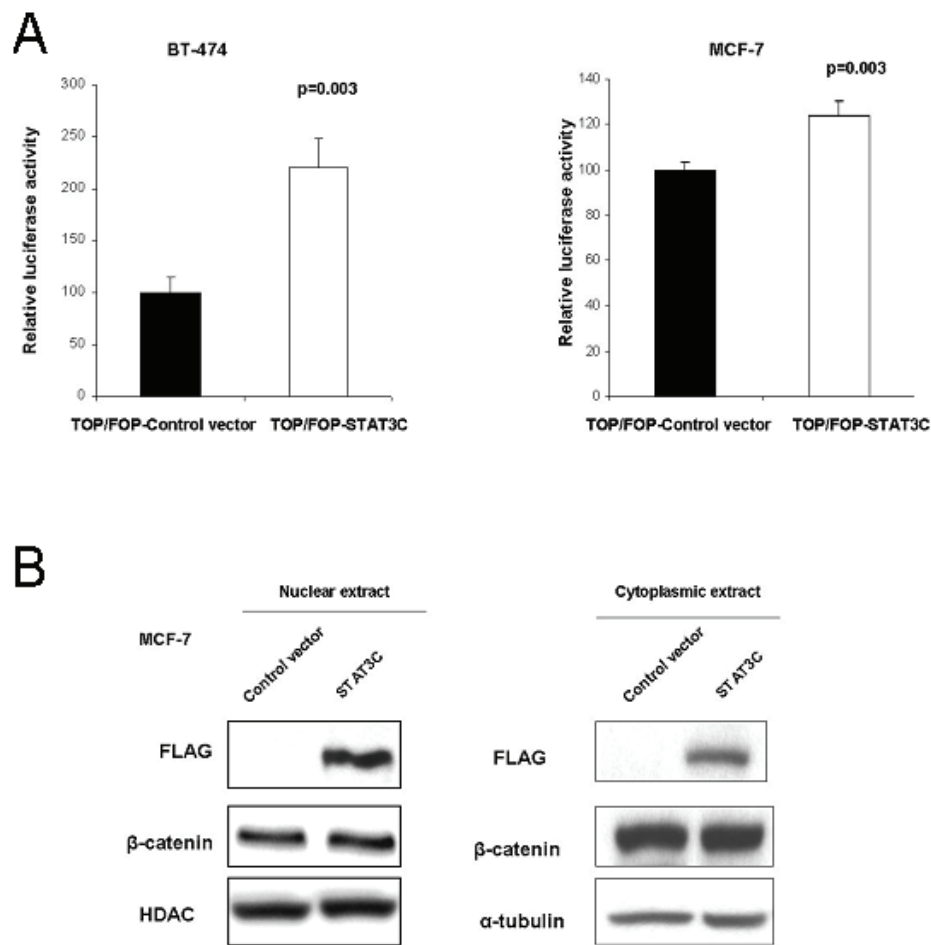 A
BT-474
300
250
200
150
100
50
0
Relative luciferase activity
p=0.003
TOP/FOP-Control vector
TOP/FOP-STAT3C
MCF-7
140
120
100
80
60
40
20
0
Relative luciferase activity
p=0.003
TOP/FOP-Control vector
TOP/FOP-STAT3C
B
MCF-7
Nuclear extract
Control vector
STAT3C
FLAG
β-catenin
HDAC
Cytoplasmic extract
Control vector
STAT3C
FLAG
β-catenin
α-tubulin